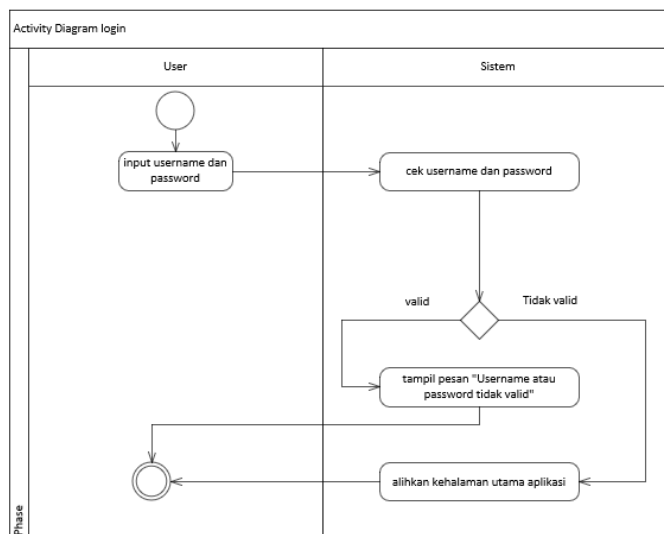 Activity Diagram login
User
Sistem
input username dan
password
cek username dan password
valid
Tidak valid
tampil pesan "Username atau
password tidak valid"
alihkan kehalaman utama aplikasi
Phase